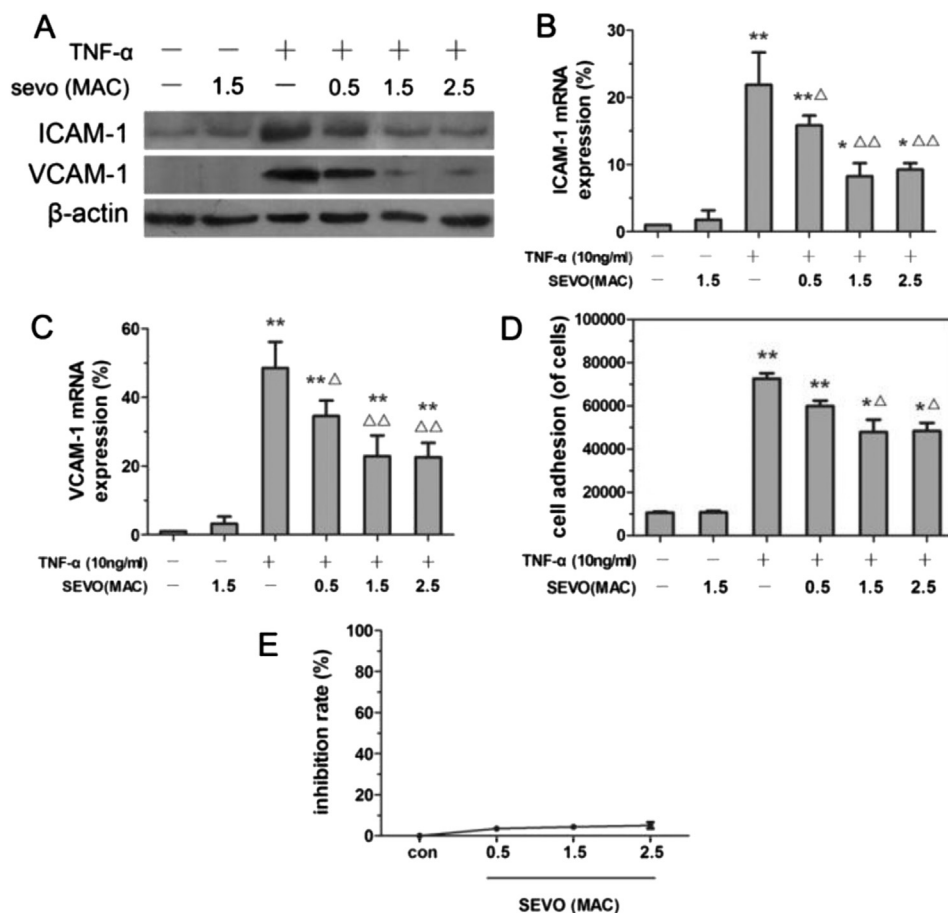 A
TNF-α — — + + + +
sevo (MAC) — 1.5 — 0.5 1.5 2.5
ICAM-1
VCAM-1
β-actin
B
ICAM-1 mRNA
expression (%)
30
20
10
0
**
**△
* △△
* △△
TNF-α (10ng/ml) — — + + + +
SEVO(MAC) — 1.5 — 0.5 1.5 2.5
C
VCAM-1 mRNA
expression (%)
60
40
20
0
**
**△
**
△△
**
△△
TNF-α (10ng/ml) — — + + + +
SEVO(MAC) — 1.5 — 0.5 1.5 2.5
D
cell adhesion (of cells)
100000
80000
60000
40000
20000
10000
0
**
**
*△
*△
TNF-α (10ng/ml) — — + + + +
SEVO(MAC) — 1.5 — 0.5 1.5 2.5
E
inhibition rate (%)
100
80
60
40
20
0
con 0.5 1.5 2.5
SEVO (MAC)